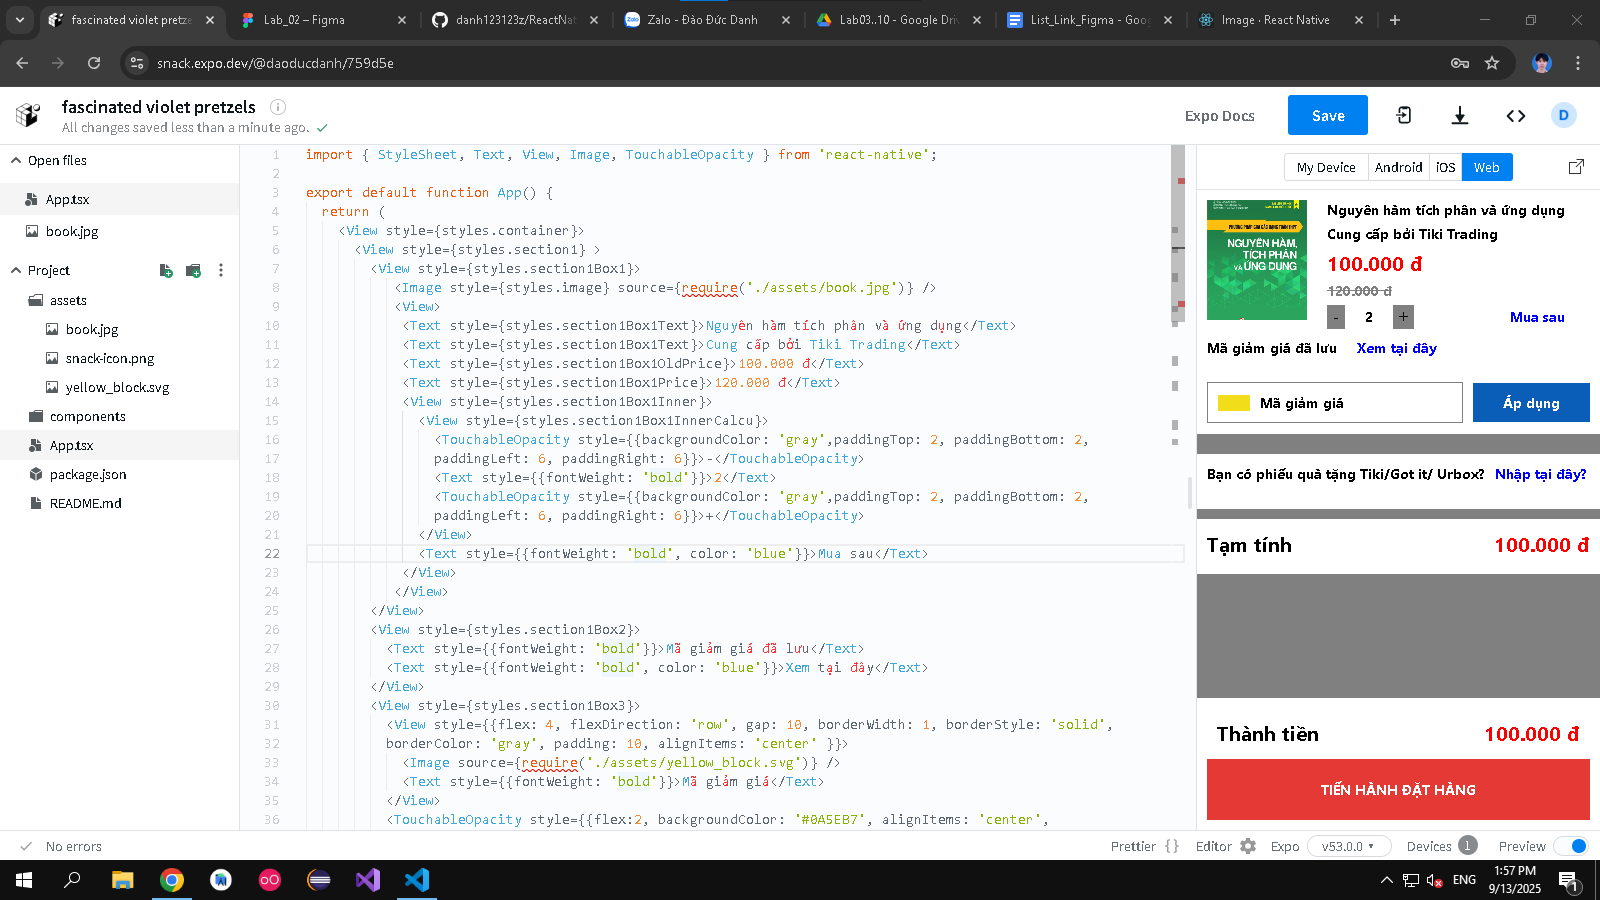 fascinated violet pretze
Lab_02 – Figma
danh123123z/ReactNat
Zalo - Đào Đức Danh
Lab03..10 - Google Driv
List_Link_Figma - Goog
Image · React Native
snack.expo.dev/@daoducdanh/759d5e
fascinated violet pretzels
All changes saved less than a minute ago.
Expo Docs
Save
D
Open files
App.tsx
book.jpg
Project
assets
book.jpg
snack-icon.png
yellow_block.svg
components
App.tsx
package.json
README.md
1 import { StyleSheet, Text, View, Image, TouchableOpacity } from 'react-native';
2
3 export default function App() {
4 return (
5 <View style={styles.container}>
6 <View style={styles.section1} >
7 <View style={styles.section1Box1}>
8 <Image style={styles.image} source={require('./assets/book.jpg')} />
9 <View>
10 <Text style={styles.section1Box1Text}>Nguyên hàm tích phân và ứng dụng</Text>
11 <Text style={styles.section1Box1Text}>Cung cấp bởi Tiki Trading</Text>
12 <Text style={styles.section1Box1OldPrice}>100.000 đ</Text>
13 <Text style={styles.section1Box1Price}>120.000 đ</Text>
14 <View style={styles.section1Box1Inner}>
15 <View style={styles.section1Box1InnerCalcu}>
16 <TouchableOpacity style={{backgroundColor: 'gray',paddingTop: 2, paddingBottom: 2,
17 paddingLeft: 6, paddingRight: 6}}>-</TouchableOpacity>
18 <Text style={{fontWeight: 'bold'}}>2</Text>
19 <TouchableOpacity style={{backgroundColor: 'gray',paddingTop: 2, paddingBottom: 2,
20 paddingLeft: 6, paddingRight: 6}}>+</TouchableOpacity>
21 </View>
22 <Text style={{fontWeight: 'bold', color: 'blue'}}>Mua sau</Text>
23 </View>
24 </View>
25 </View>
26 <View style={styles.section1Box2}>
27 <Text style={{fontWeight: 'bold'}}>Mã giảm giá đã lưu</Text>
28 <Text style={{fontWeight: 'bold', color: 'blue'}}>Xem tại đây</Text>
29 </View>
30 <View style={styles.section1Box3}>
31 <View style={{flex: 4, flexDirection: 'row', gap: 10, borderWidth: 1, borderStyle: 'solid',
32 borderColor: 'gray', padding: 10, alignItems: 'center' }}>
33 <Image source={require('./assets/yellow_block.svg')} />
34 <Text style={{fontWeight: 'bold'}}>Mã giảm giá</Text>
35 </View>
36 <TouchableOpacity style={{flex:2, backgroundColor: '#0A5EB7', alignItems: 'center',
My Device
Android
iOS
Web
NGUYÊN HÀM,
TÍCH PHÂN
VÀ ỨNG DỤNG
Nguyên hàm tích phân và ứng dụng
Cung cấp bởi Tiki Trading
100.000 đ
120.000 đ
- 2 + Mua sau
Mã giảm giá đã lưu Xem tại đây
Mã giảm giá
Áp dụng
Bạn có phiếu quà tặng Tiki/Got it/ Urbox? Nhập tại đây?
Tạm tính 100.000 đ
Thành tiền 100.000 đ
TIẾN HÀNH ĐẶT HÀNG
No errors
Prettier { }
Editor
Expo
v53.0.0
Devices 1
Preview
ENG
1:57 PM
9/13/2025
1